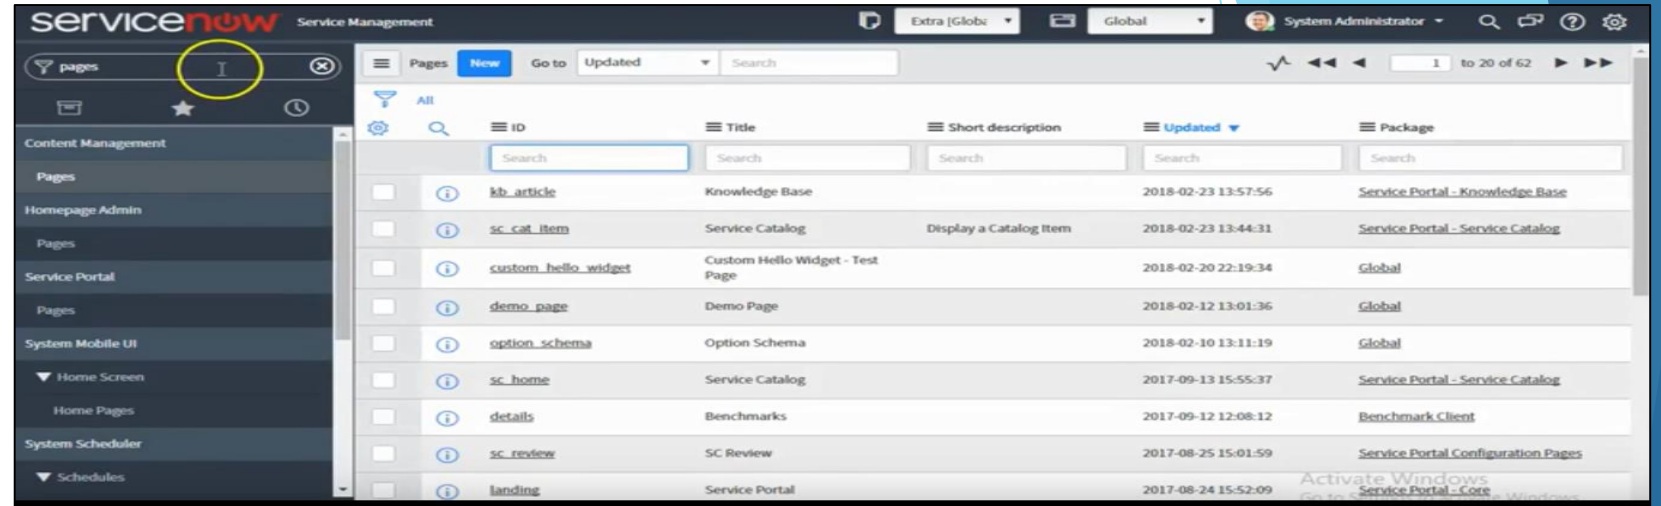 servicenow Service Management Extra [Globa Global System Administrator
pages
Pages New Go to Updated Search 1 to 20 of 62
All
ID Title Short description Updated Package
Search Search Search Search Search
Content Management
Pages
Homepage Admin
Pages
Service Portal
Pages
System Mobile UI
Home Screen
Home Pages
System Scheduler
Schedules
kb_article Knowledge Base 2018-02-23 13:57:56 Service Portal - Knowledge Base
sc_cat_item Service Catalog Display a Catalog Item 2018-02-23 13:44:31 Service Portal - Service Catalog
custom_hello_widget Custom Hello Widget - Test Page 2018-02-20 22:19:34 Global
demo_page Demo Page 2018-02-12 13:01:36 Global
option_schema Option Schema 2018-02-10 13:11:19 Global
sc_home Service Catalog 2017-09-13 15:55:37 Service Portal - Service Catalog
details Benchmarks 2017-09-12 12:08:12 Benchmark Client
sc_review SC Review 2017-08-25 15:01:59 Service Portal Configuration Pages
landing Service Portal 2017-08-24 15:52:09 Service Portal - Core
Activate Windows
Go to